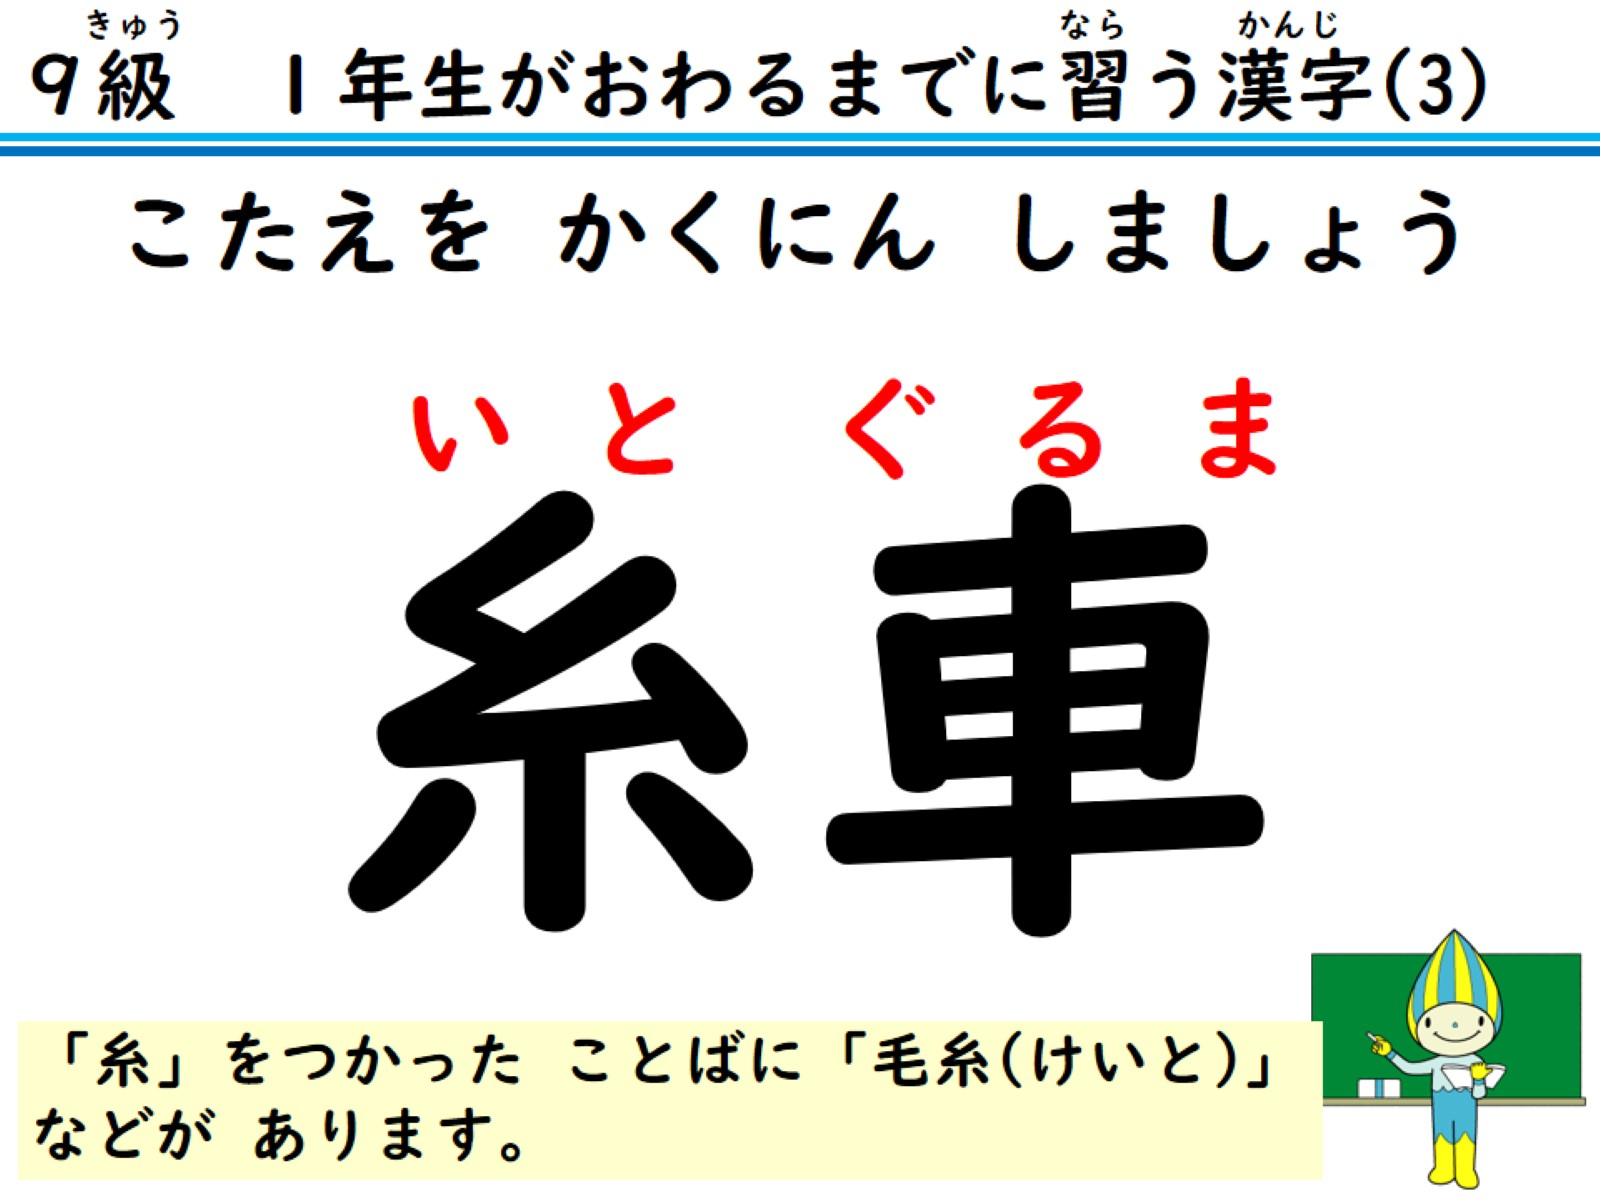 きゅう なら かんじ
9級 1年生がおわるまでに習う漢字(3)
こたえを かくにん しましょう
いと ぐるま
糸車
「糸」をつかった ことばに「毛糸(けいと)」
などが あります。